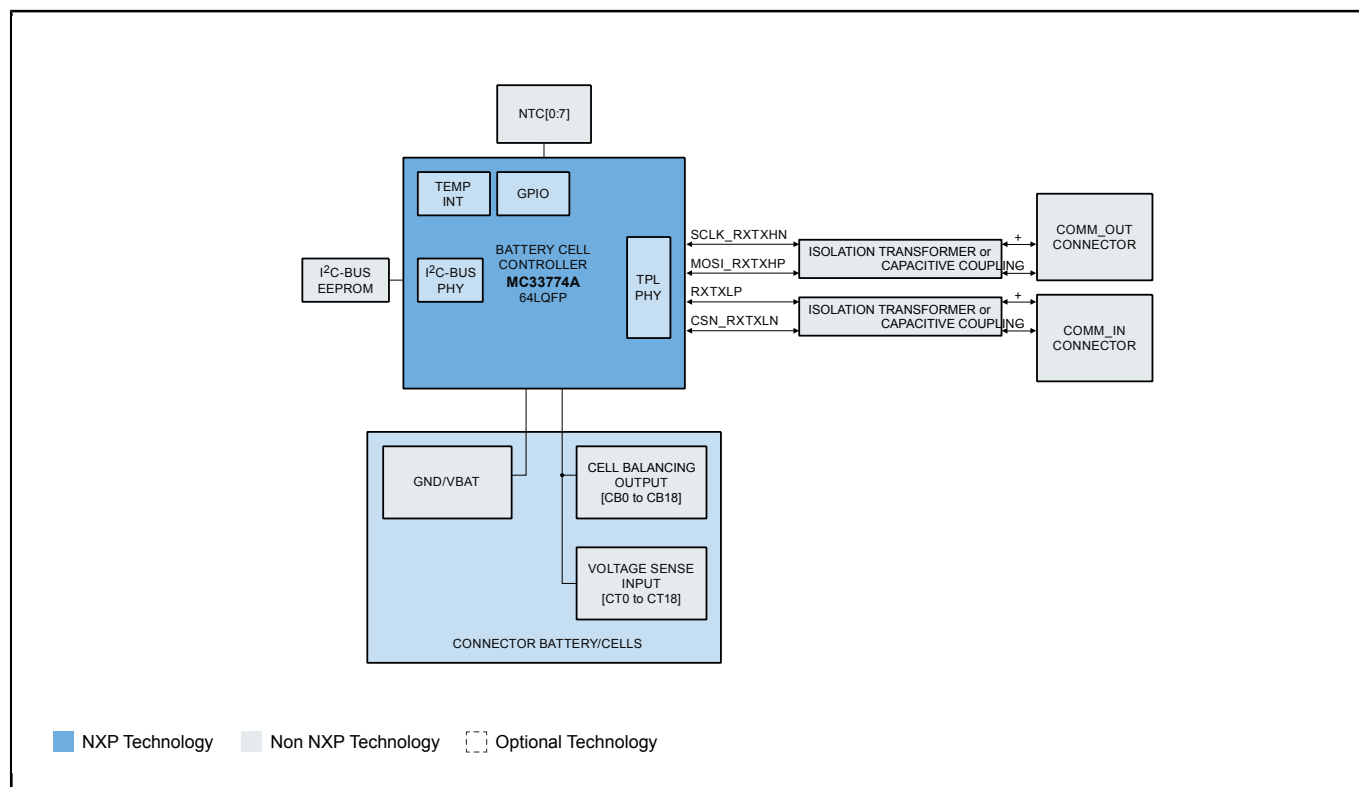 NTC[0:7]
TEMP
INT
GPIO
BATTERY CELL
CONTROLLER
MC33774A
64LQFP
I²C-BUS
EEPROM
I²C-BUS
PHY
TPL
PHY
SCLK_RXTXHN
MOSI_RXTXHP
RXTXLP
CSN_RXTXLN
ISOLATION TRANSFORMER or
CAPACITIVE COUPLING
+
-
COMM_OUT
CONNECTOR
ISOLATION TRANSFORMER or
CAPACITIVE COUPLING
+
-
COMM_IN
CONNECTOR
GND/VBAT
CELL BALANCING
OUTPUT
[CB0 to CB18]
VOLTAGE SENSE
INPUT
[CT0 to CT18]
CONNECTOR BATTERY/CELLS
NXP Technology
Non NXP Technology
Optional Technology